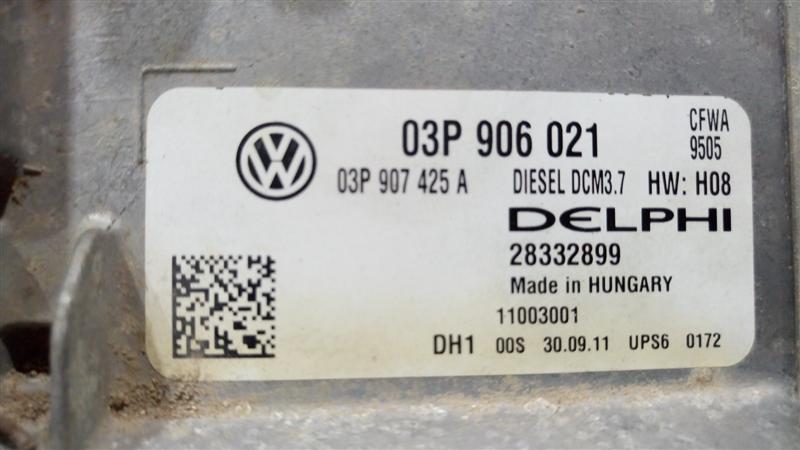 03P 906 021 CFWA
9505
03P 907 425 A DIESEL DCM3.7 HW: H08
DELPHI
28332899
Made in HUNGARY
11003001
DH1 00S 30.09.11 UPS6 0172